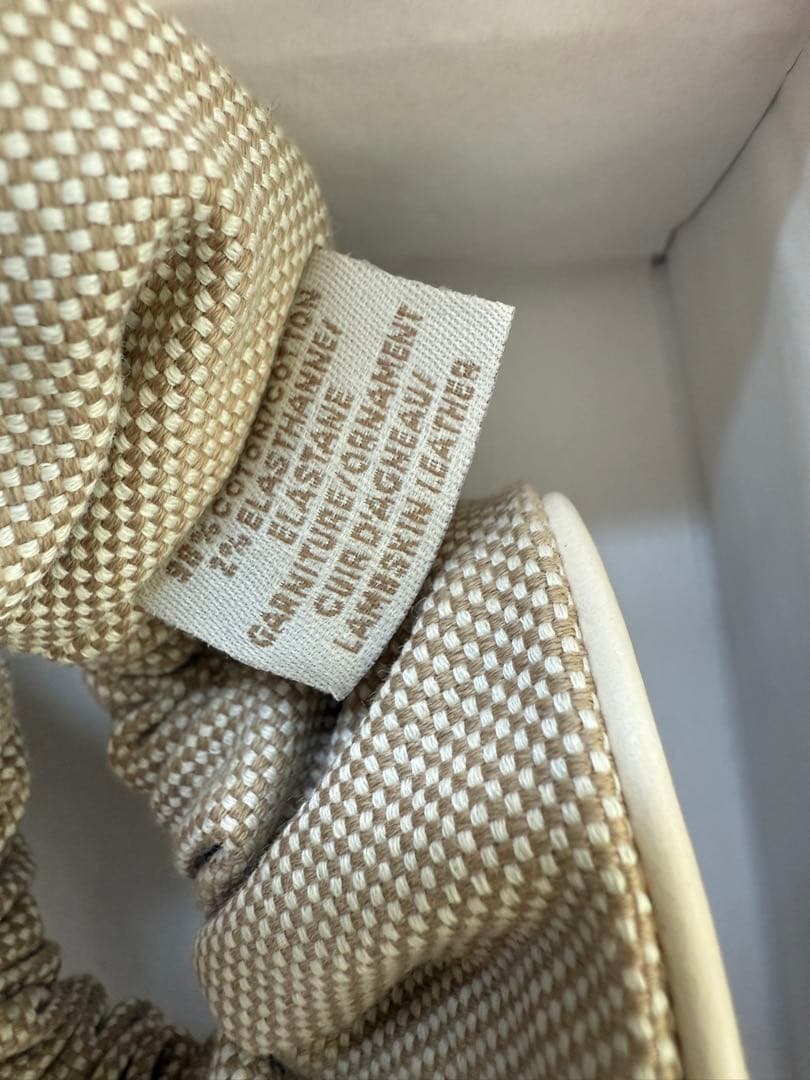 98% COTON/COTTON
2% ELASTHANNE/
ELASTANE
GARNITURE/ORNAMENT
CUIR D'AGNEAU/
LAMBSKIN LEATHER